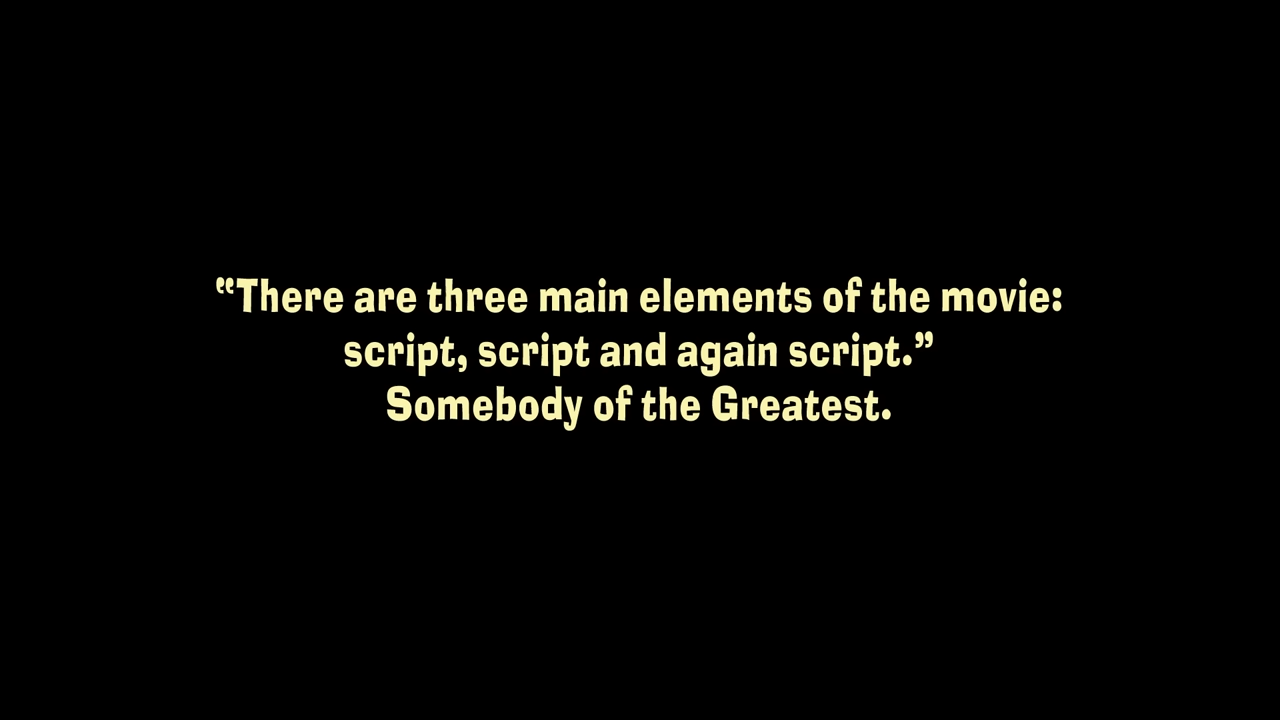 “There are three main elements of the movie:
script, script and again script.”
Somebody of the Greatest.